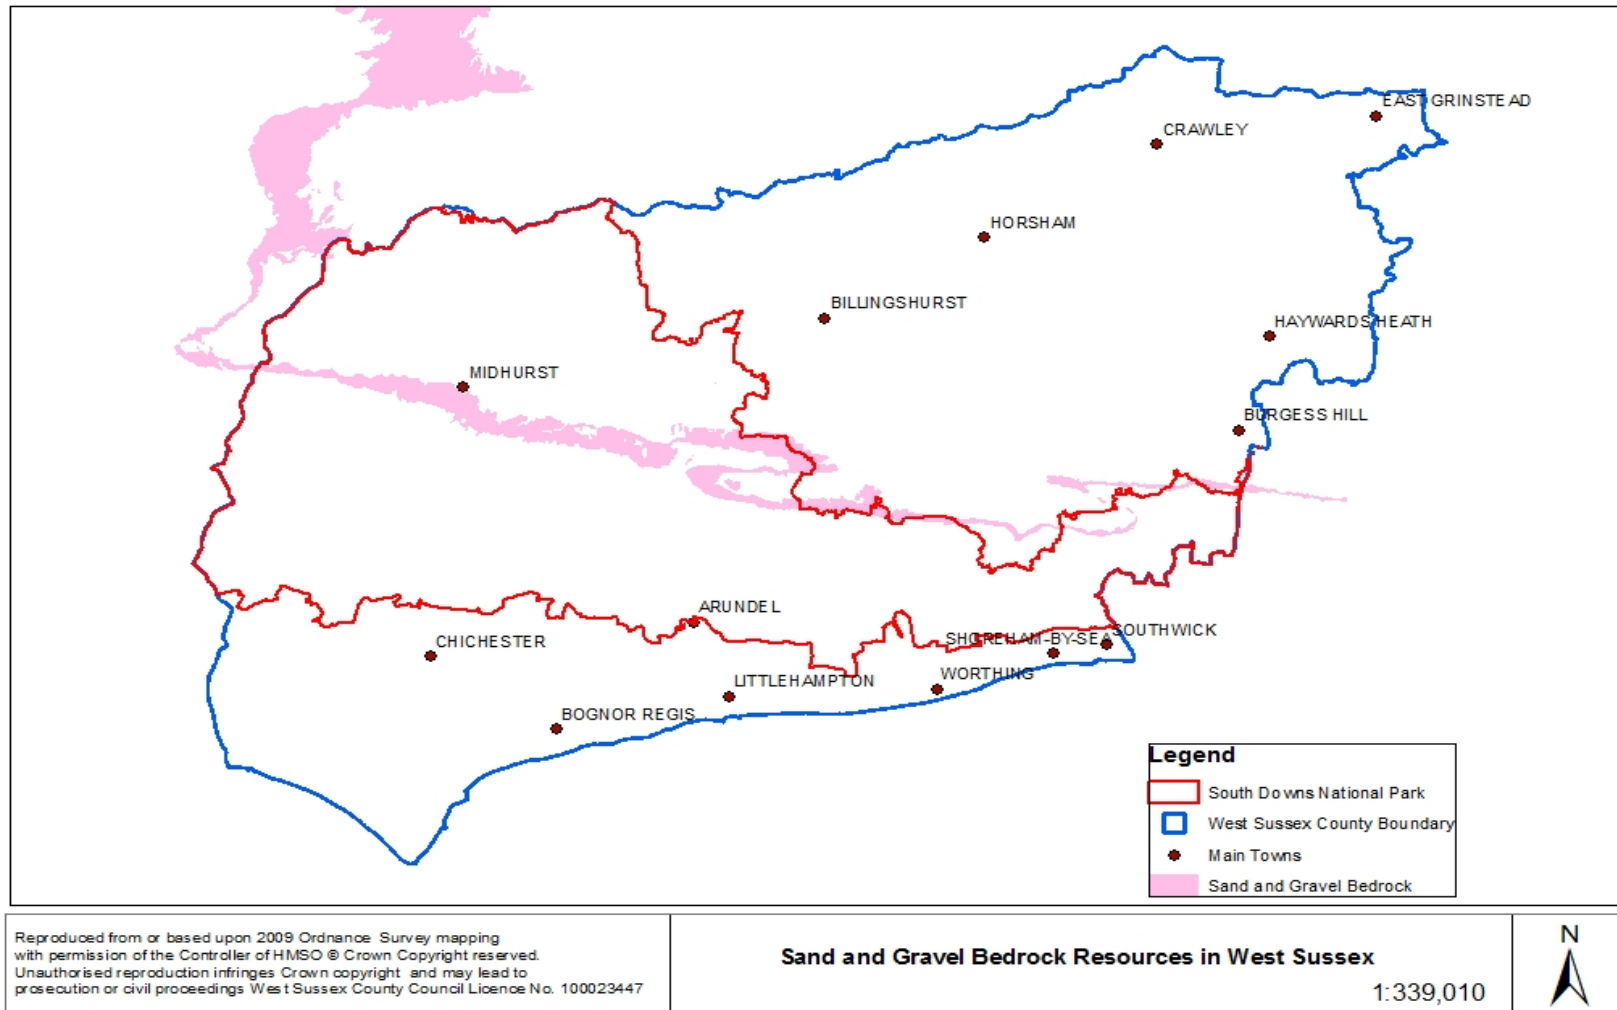 EAST GRINSTEAD
CRAWLEY
HORSHAM
BILLINGSHURST
HAYWARDS HEATH
MIDHURST
BURGESS HILL
ARUNDEL
CHICHESTER
SHOREHAM-BY-SEA
SOUTHWICK
LITTLEHAMPTON
WORTHING
BOGNOR REGIS
Legend
South Downs National Park
West Sussex County Boundary
Main Towns
Sand and Gravel Bedrock
Reproduced from or based upon 2009 Ordnance Survey mapping
with permission of the Controller of HMSO © Crown Copyright reserved.
Unauthorised reproduction infringes Crown copyright and may lead to
prosecution or civil proceedings West Sussex County Council Licence No. 100023447
Sand and Gravel Bedrock Resources in West Sussex
1:339,010
N